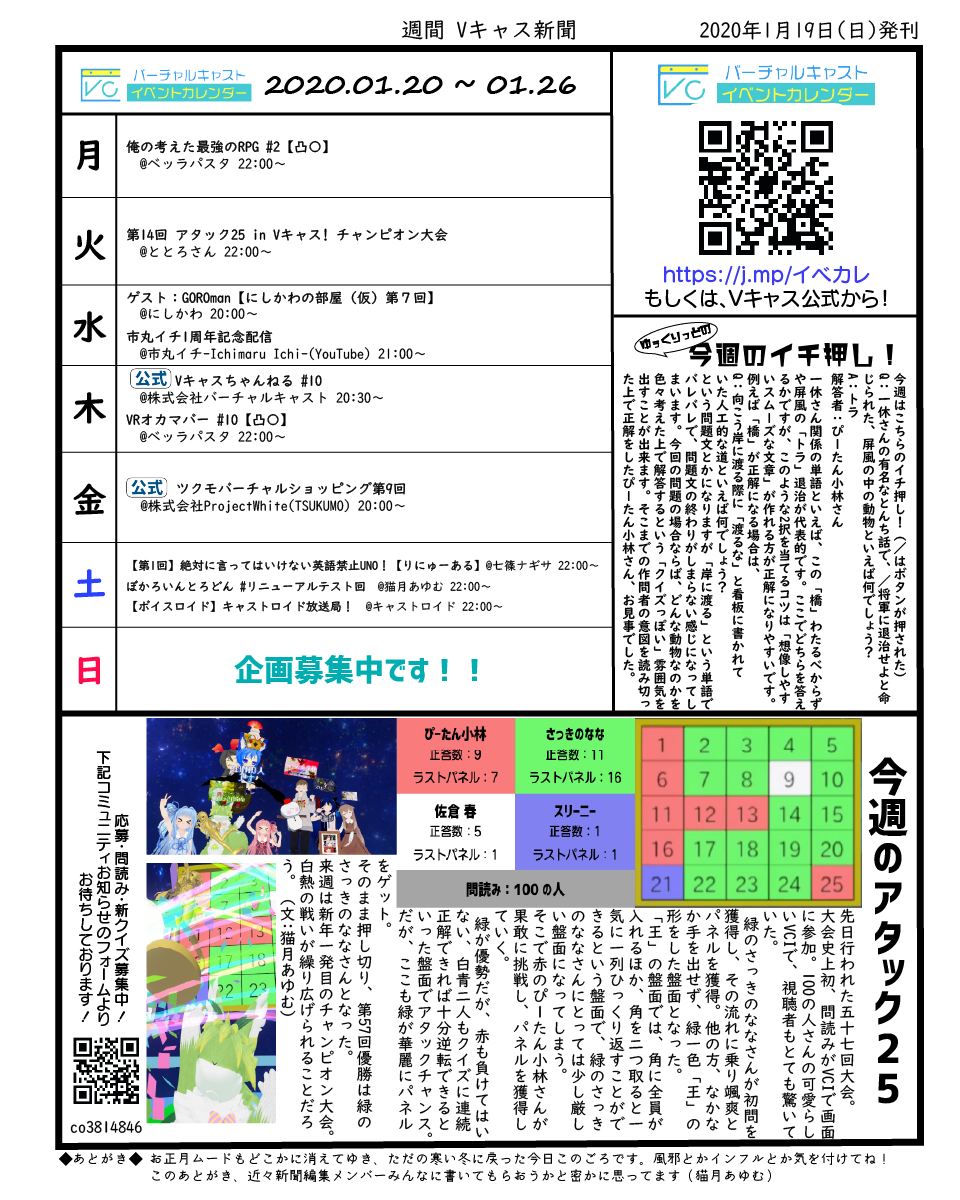 週間 Vキャス新聞
2020年1月19日(日)発刊
バーチャルキャスト
イベントカレンダー
2020.01.20 ~ 01.26
月
俺の考えた最強のRPG #2【凸〇】
@ベッラパスタ 22:00~
火
第14回 アタック25 in Vキャス! チャンピオン大会
@ととろさん 22:00~
水
ゲスト:GOROman【にしかわの部屋(仮)第7回】
@にしかわ 20:00~
市丸イチ1周年記念配信
@市丸イチ-Ichimaru Ichi-(YouTube) 21:00~
木
公式 Vキャスちゃんねる #10
@株式会社バーチャルキャスト 20:30~
VRオカマバー #10【凸〇】
@ベッラパスタ 22:00~
金
公式 ツクモバーチャルショッピング第9回
@株式会社ProjectWhite(TSUKUMO) 20:00~
土
【第1回】絶対に言ってはいけない英語禁止UNO!【りにゅーある】@七篠ナギサ 22:00~
ぽかろいんとろどん #リニューアルテスト回 @猫月あゆむ 22:00~
【ボイスロイド】キャストロイド放送局! @キャストロイド 22:00~
日
企画募集中です!!
バーチャルキャスト
イベントカレンダー
https://j.mp/イベカレ
もしくは、Vキャス公式から!
ゆっくりっとの
今週のイチ押し!
今週はこちらのイチ押し!(/はボタンが押された)
Q:一休さんの有名なとんち話で、/将軍に退治せよと命
じられた、屏風の中の動物といえば何でしょう?
A:トラ
解答者:ぴーたん小林さん
一休さん関係の単語といえば、この「橋」わたるべからず
や屏風の「トラ」退治が代表的です。ここでどちらを答え
るかですが、このような2択を当てるコツは「想像しやす
いスムーズな文章」が作れる方が正解になりやすいです。
例えば「橋」が正解になる場合は、
Q:向こう岸に渡る際に「渡るな」と看板に書かれて
いた人工的な道といえば何でしょう?
という問題文とかになりますが「岸に渡る」という単語で
バレバレで、問題文の終わりがしまらない感じになってし
まいます。今回の問題の場合ならば、どんな動物なのかを
色々考えた上で解答するという「クイズっぽい」雰囲気を
出すことが出来ます。そこまでの作問者の意図を読み切っ
た上で正解をしたぴーたん小林さん、お見事でした。
今週のアタック25
ぴーたん小林
正答数:9
ラストパネル:7
さっきのなな
正答数:11
ラストパネル:16
佐倉 春
正答数:5
ラストパネル:1
スリーニー
正答数:1
ラストパネル:1
問読み:100の人
1 2 3 4 5
6 7 8 9 10
11 12 13 14 15
16 17 18 19 20
21 22 23 24 25
先日行われた五十七回大会。
大会史上初、問読みがVCIで画面
に参加。100の人さんの可愛らし
いVCIで、視聴者もとても驚いて
いた。
緑のさっきのななさんが初問を
獲得し、その流れに乗り颯爽と
パネルを獲得。他の方、なかな
か手を出せず、緑一色「王」の
形をした盤面となった。
「王」の盤面では、角に全員が
入れるほか、角を二つ取ると一
気に一列ひっくり返すことがで
きるという盤面で、緑のさっき
のななさんにとっては少し厳し
い盤面になってしまう。
そこで赤のぴーたん小林さんが
果敢に挑戦し、パネルを獲得し
ていく。
緑が優勢だが、赤も負けてはい
ない、白青二人もクイズに連続
正解できれば十分逆転できると
いった盤面でアタックチャンス。
だが、ここも緑が華麗にパネル
をゲット。
そのまま押し切り、第57回優勝は緑の
さっきのななさんとなった。
来週は新年一発目のチャンピオン大会。
白熱の戦いが繰り広げられることだろ
う。 (文:猫月あゆむ)
応募・問読み・新クイズ募集中!
下記コミュニティお知らせのフォームより
お待ちしております!
co3814846
◆あとがき◆ お正月ムードもどこかに消えてゆき、ただの寒い冬に戻った今日このごろです。風邪とかインフルとか気を付けてね!
このあとがき、近々新聞編集メンバーみんなに書いてもらおうかと密かに思ってます(猫月あゆむ)